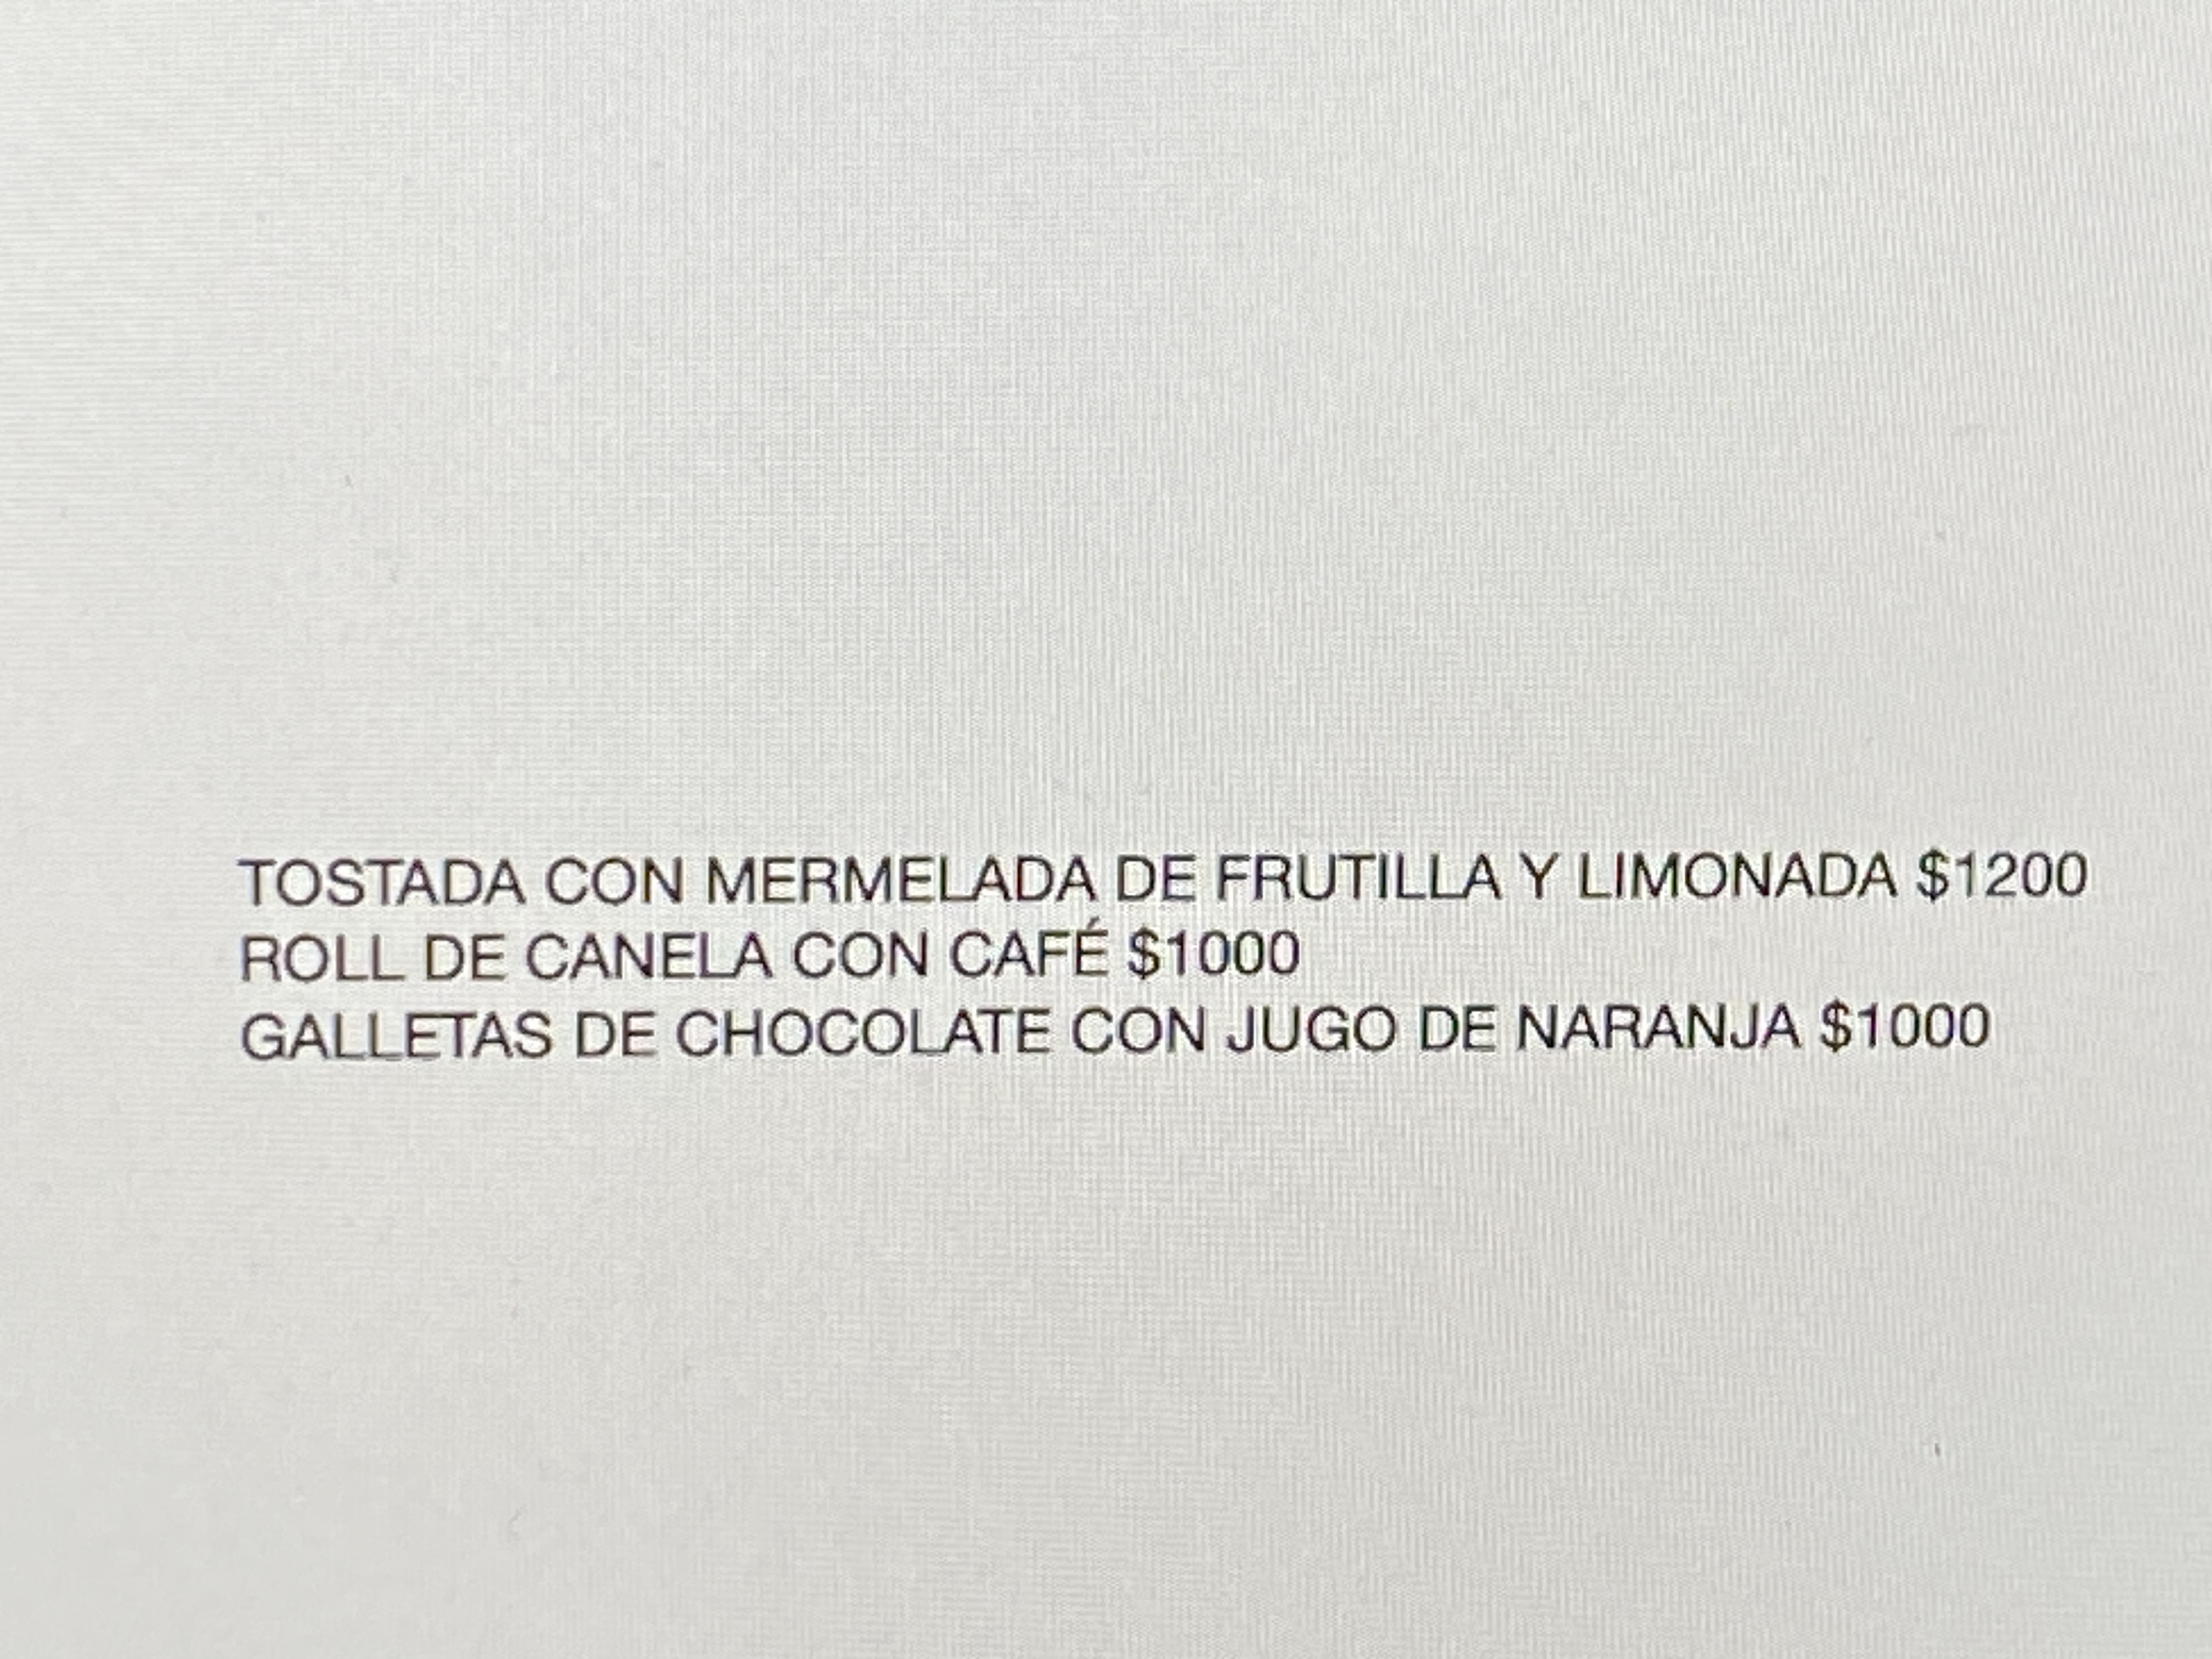 TOSTADA CON MERMELADA DE FRUTILLA Y LIMONADA $1200
ROLL DE CANELA CON CAFÉ $1000
GALLETAS DE CHOCOLATE CON JUGO DE NARANJA $1000